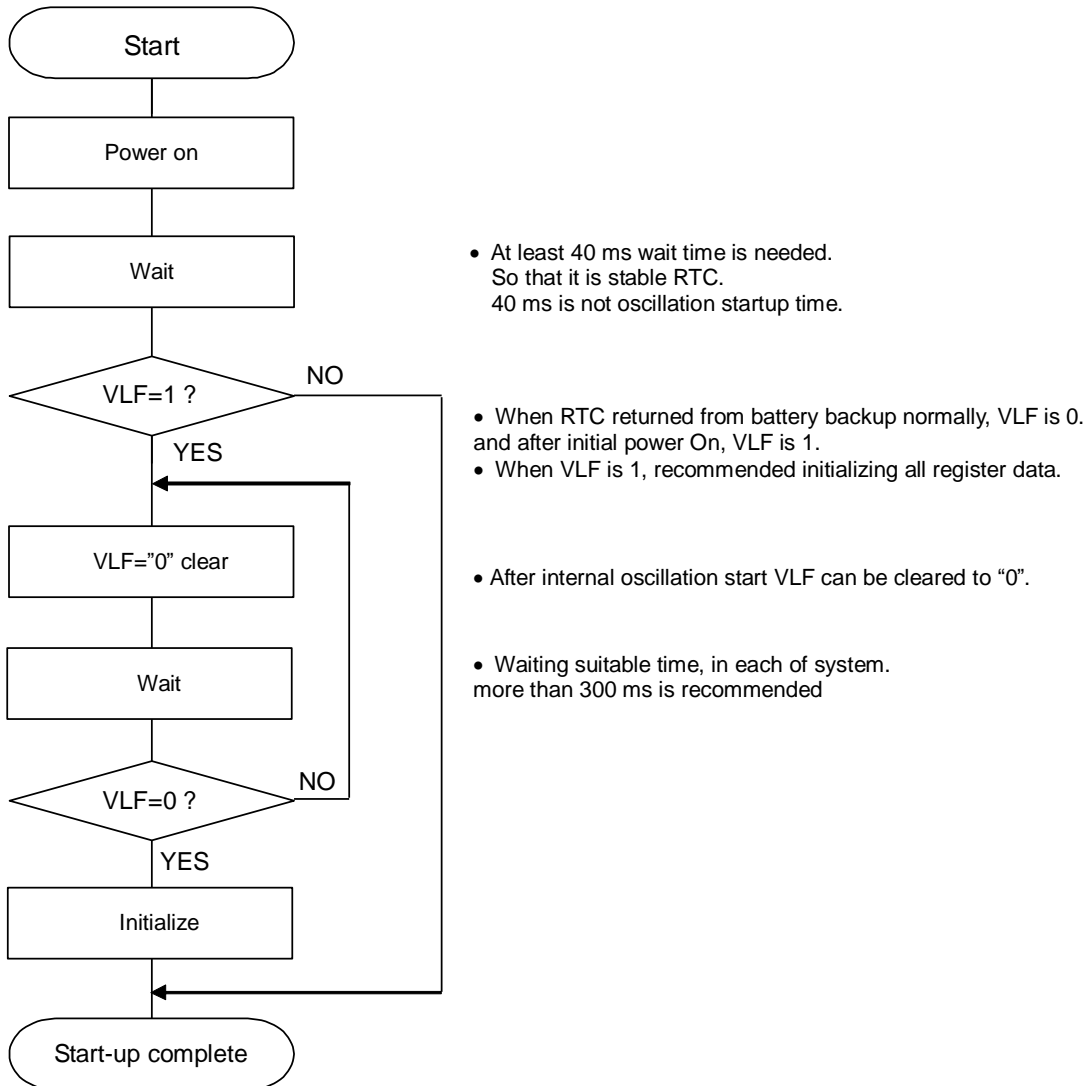 Start
Power on
Wait
• At least 40 ms wait time is needed.
So that it is stable RTC.
40 ms is not oscillation startup time.
VLF=1 ?
NO
YES
• When RTC returned from battery backup normally, VLF is 0.
and after initial power On, VLF is 1.
• When VLF is 1, recommended initializing all register data.
VLF=”0” clear
• After internal oscillation start VLF can be cleared to “0”.
Wait
• Waiting suitable time, in each of system.
more than 300 ms is recommended
VLF=0 ?
NO
YES
Initialize
Start-up complete